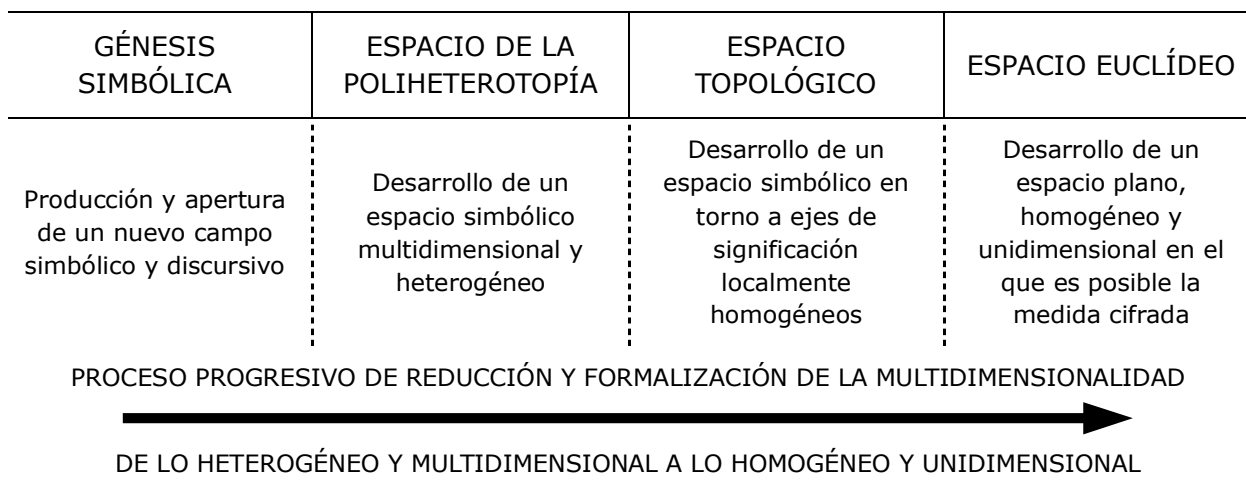 GÉNESIS
SIMBÓLICA
ESPACIO DE LA
POLIHETEROTOPÍA
ESPACIO
TOPOLÓGICO
ESPACIO EUCLÍDEO
Producción y apertura
de un nuevo campo
simbólico y discursivo
Desarrollo de un
espacio simbólico
multidimensional y
heterogéneo
Desarrollo de un
espacio simbólico en
torno a ejes de
significación
localmente
homogéneos
Desarrollo de un
espacio plano,
homogéneo y
unidimensional en el
que es posible la
medida cifrada
PROCESO PROGRESIVO DE REDUCCIÓN Y FORMALIZACIÓN DE LA MULTIDIMENSIONALIDAD
DE LO HETEROGÉNEO Y MULTIDIMENSIONAL A LO HOMOGÉNEO Y UNIDIMENSIONAL